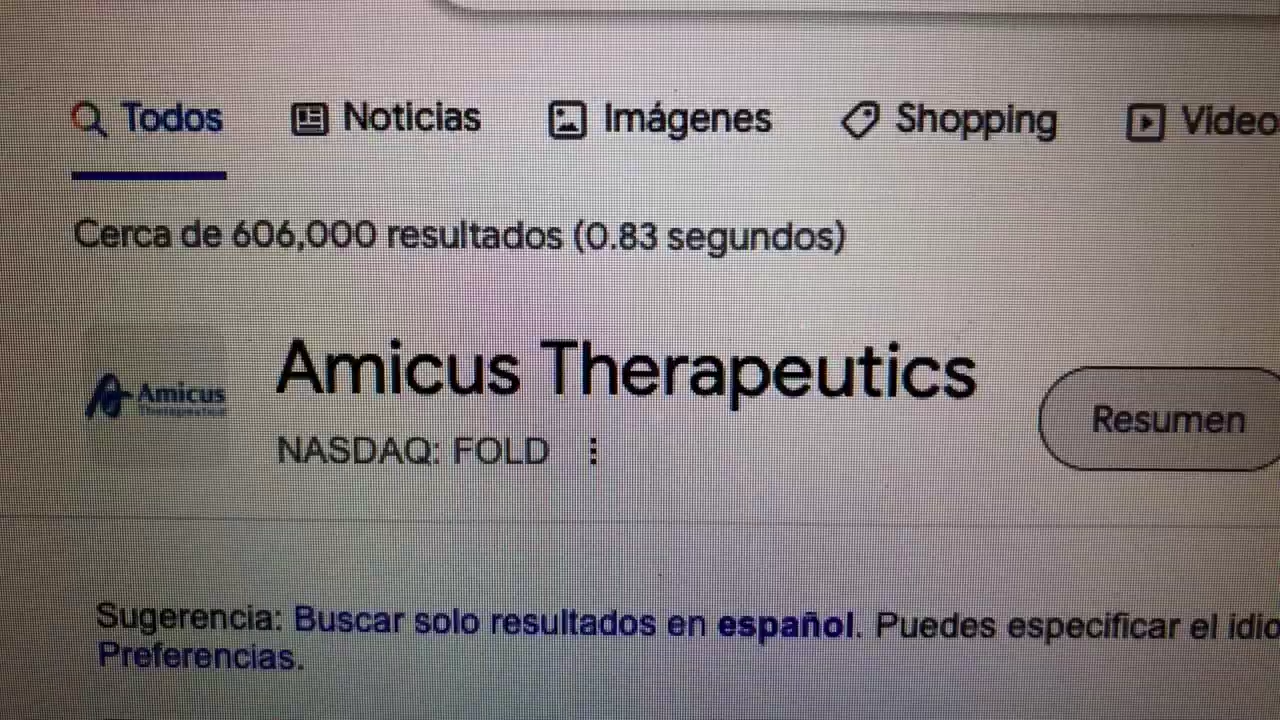 Todos Noticias Imágenes Shopping Video
Cerca de 606,000 resultados (0.83 segundos)
Amicus Therapeutics
Amicus
Therapeutics
NASDAQ: FOLD
Resumen
Sugerencia: Buscar solo resultados en español. Puedes especificar el idio
Preferencias.